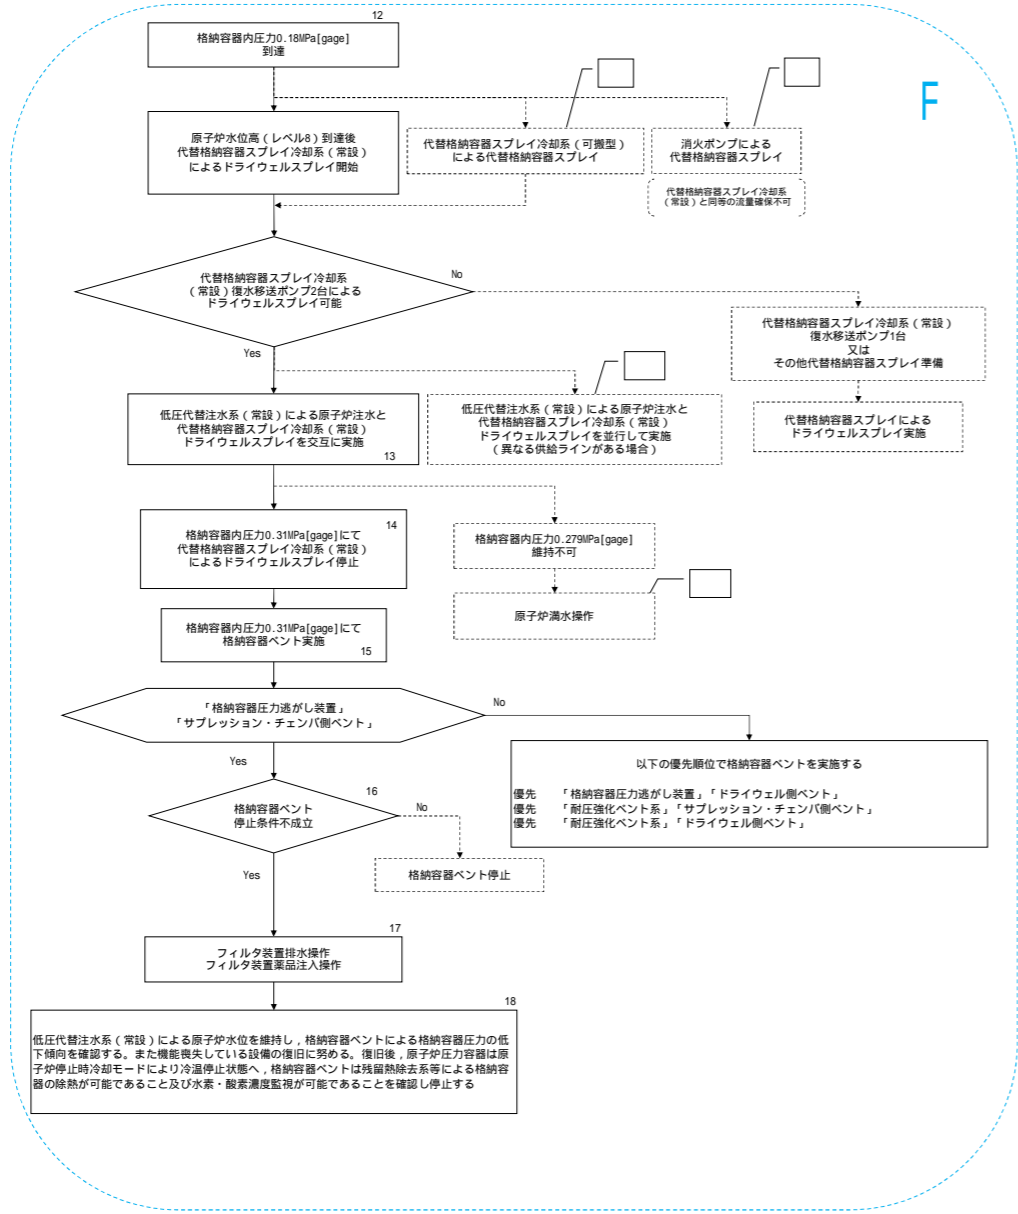 12
格納容器内圧力0.18MPa[gage]
到達
F
原子炉水位高(レベル8)到達後
代替格納容器スプレイ冷却系(常設)
によるドライウェルスプレイ開始
代替格納容器スプレイ冷却系(可搬型)
による代替格納容器スプレイ
消火ポンプによる
代替格納容器スプレイ
代替格納容器スプレイ冷却系
(常設)と同等の流量確保不可
代替格納容器スプレイ冷却系
(常設)復水移送ポンプ2台による
ドライウェルスプレイ可能
No
Yes
代替格納容器スプレイ冷却系(常設)
復水移送ポンプ1台
又は
その他代替格納容器スプレイ準備
代替格納容器スプレイによる
ドライウェルスプレイ実施
低圧代替注水系(常設)による原子炉注水と
代替格納容器スプレイ冷却系(常設)
ドライウェルスプレイを交互に実施
13
低圧代替注水系(常設)による原子炉注水と
代替格納容器スプレイ冷却系(常設)
ドライウェルスプレイを並行して実施
(異なる供給ラインがある場合)
14
格納容器内圧力0.31MPa[gage]にて
代替格納容器スプレイ冷却系(常設)
によるドライウェルスプレイ停止
格納容器内圧力0.279MPa[gage]
維持不可
原子炉満水操作
格納容器内圧力0.31MPa[gage]にて
格納容器ベント実施
15
「格納容器圧力逃がし装置」
「サプレッション・チェンバ側ベント」
No
Yes
以下の優先順位で格納容器ベントを実施する
優先 「格納容器圧力逃がし装置」「ドライウェル側ベント」
優先 「耐圧強化ベント系」「サプレッション・チェンバ側ベント」
優先 「耐圧強化ベント系」「ドライウェル側ベント」
16
格納容器ベント
停止条件不成立
No
Yes
格納容器ベント停止
17
フィルタ装置排水操作
フィルタ装置薬品注入操作
18
低圧代替注水系(常設)による原子炉水位を維持し,格納容器ベントによる格納容器圧力の低
下傾向を確認する。また機能喪失している設備の復旧に努める。復旧後,原子炉圧力容器は原
子炉停止時冷却モードにより冷温停止状態へ,格納容器ベントは残留熱除去系等による格納容
器の除熱が可能であること及び水素・酸素濃度監視が可能であることを確認し停止する